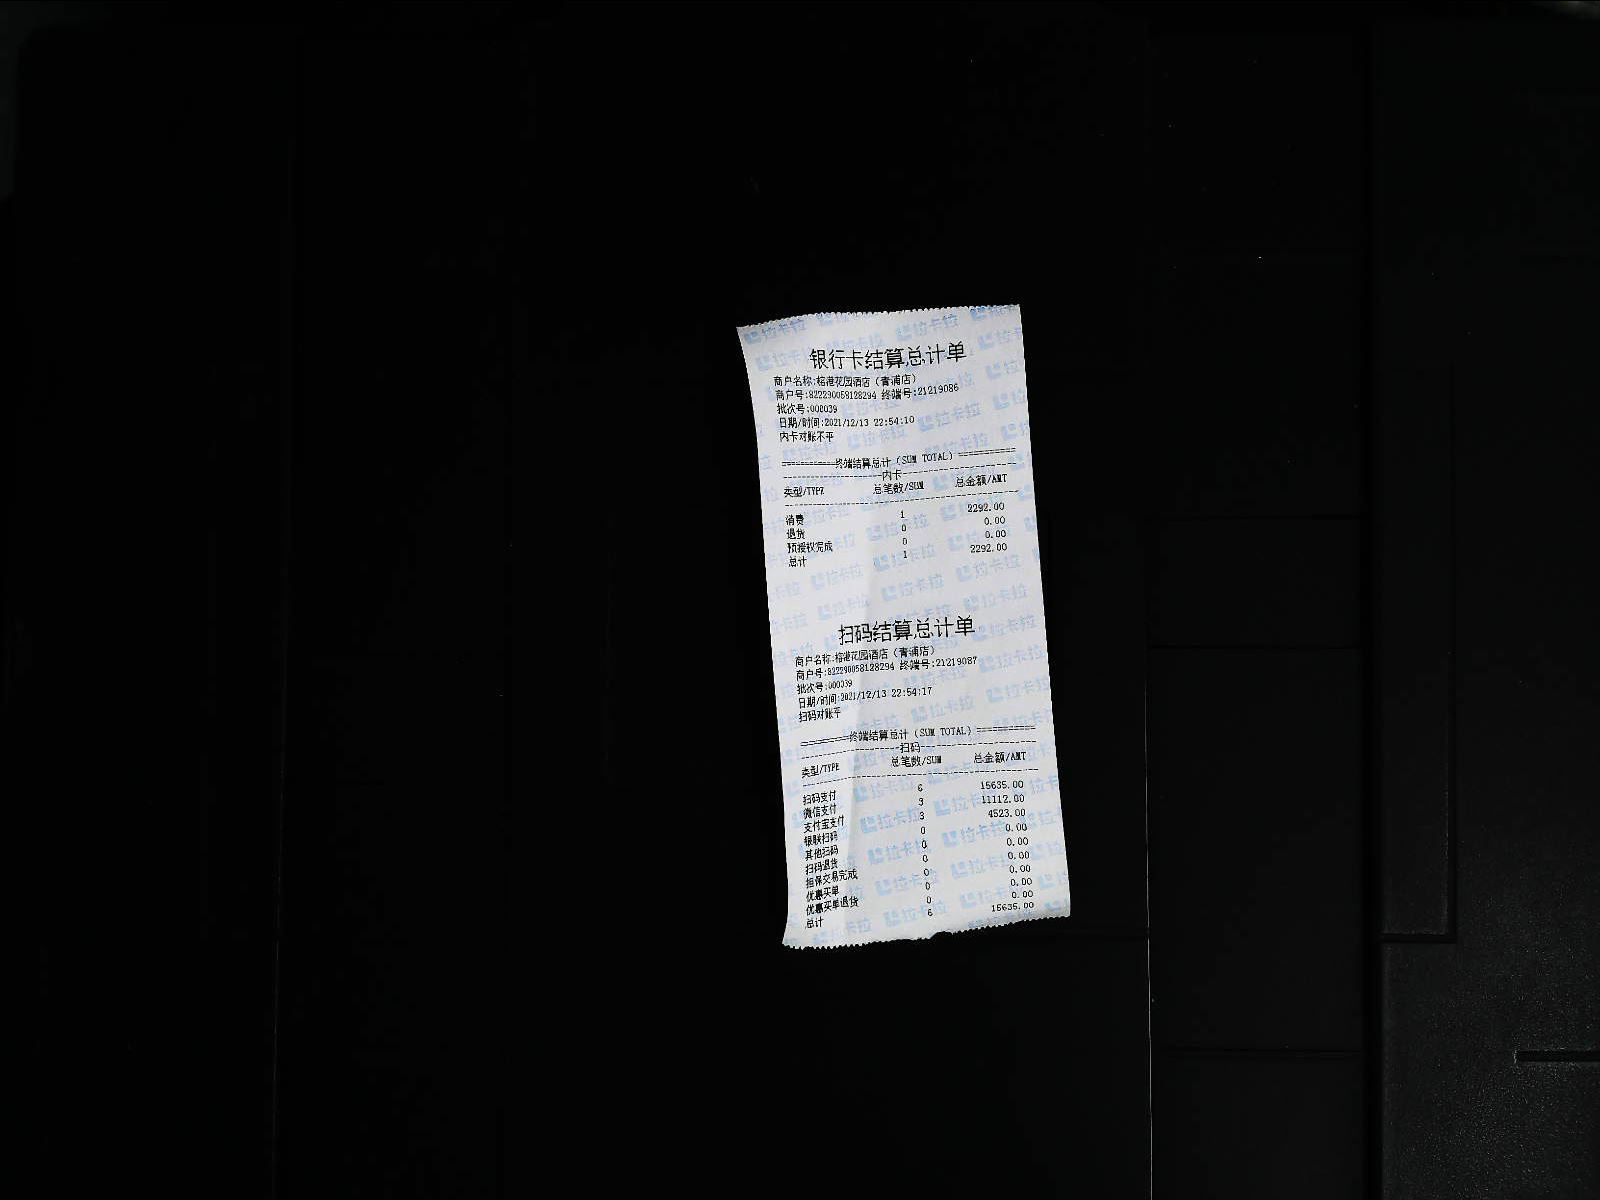 银行卡结算总计单
商户名称:榕港花园酒店（青浦店）
商户号:822290058128294 终端号:21219086
批次号:000039
日期/时间:2021/12/13 22:54:10
内卡对账不平
===========终端结算总计（SUM TOTAL）===========
内卡
类型/TYPE 总笔数/SUM 总金额/AMT
消费 1 2292.00
退货 0 0.00
预授权完成 0 0.00
总计 1 2292.00
扫码结算总计单
商户名称:榕港花园酒店（青浦店）
商户号:822290058128294 终端号:21219087
批次号:000039
日期/时间:2021/12/13 22:54:17
扫码对账平
==========终端结算总计（SUM TOTAL）===========
扫码
类型/TYPE 总笔数/SUM 总金额/AMT
扫码支付 6 15635.00
微信支付 3 11112.00
支付宝支付 3 4523.00
银联扫码 0 0.00
其他扫码 0 0.00
扫码退货 0 0.00
担保交易完成 0 0.00
优惠买单 0 0.00
优惠买单退货 0 0.00
总计 6 15635.00